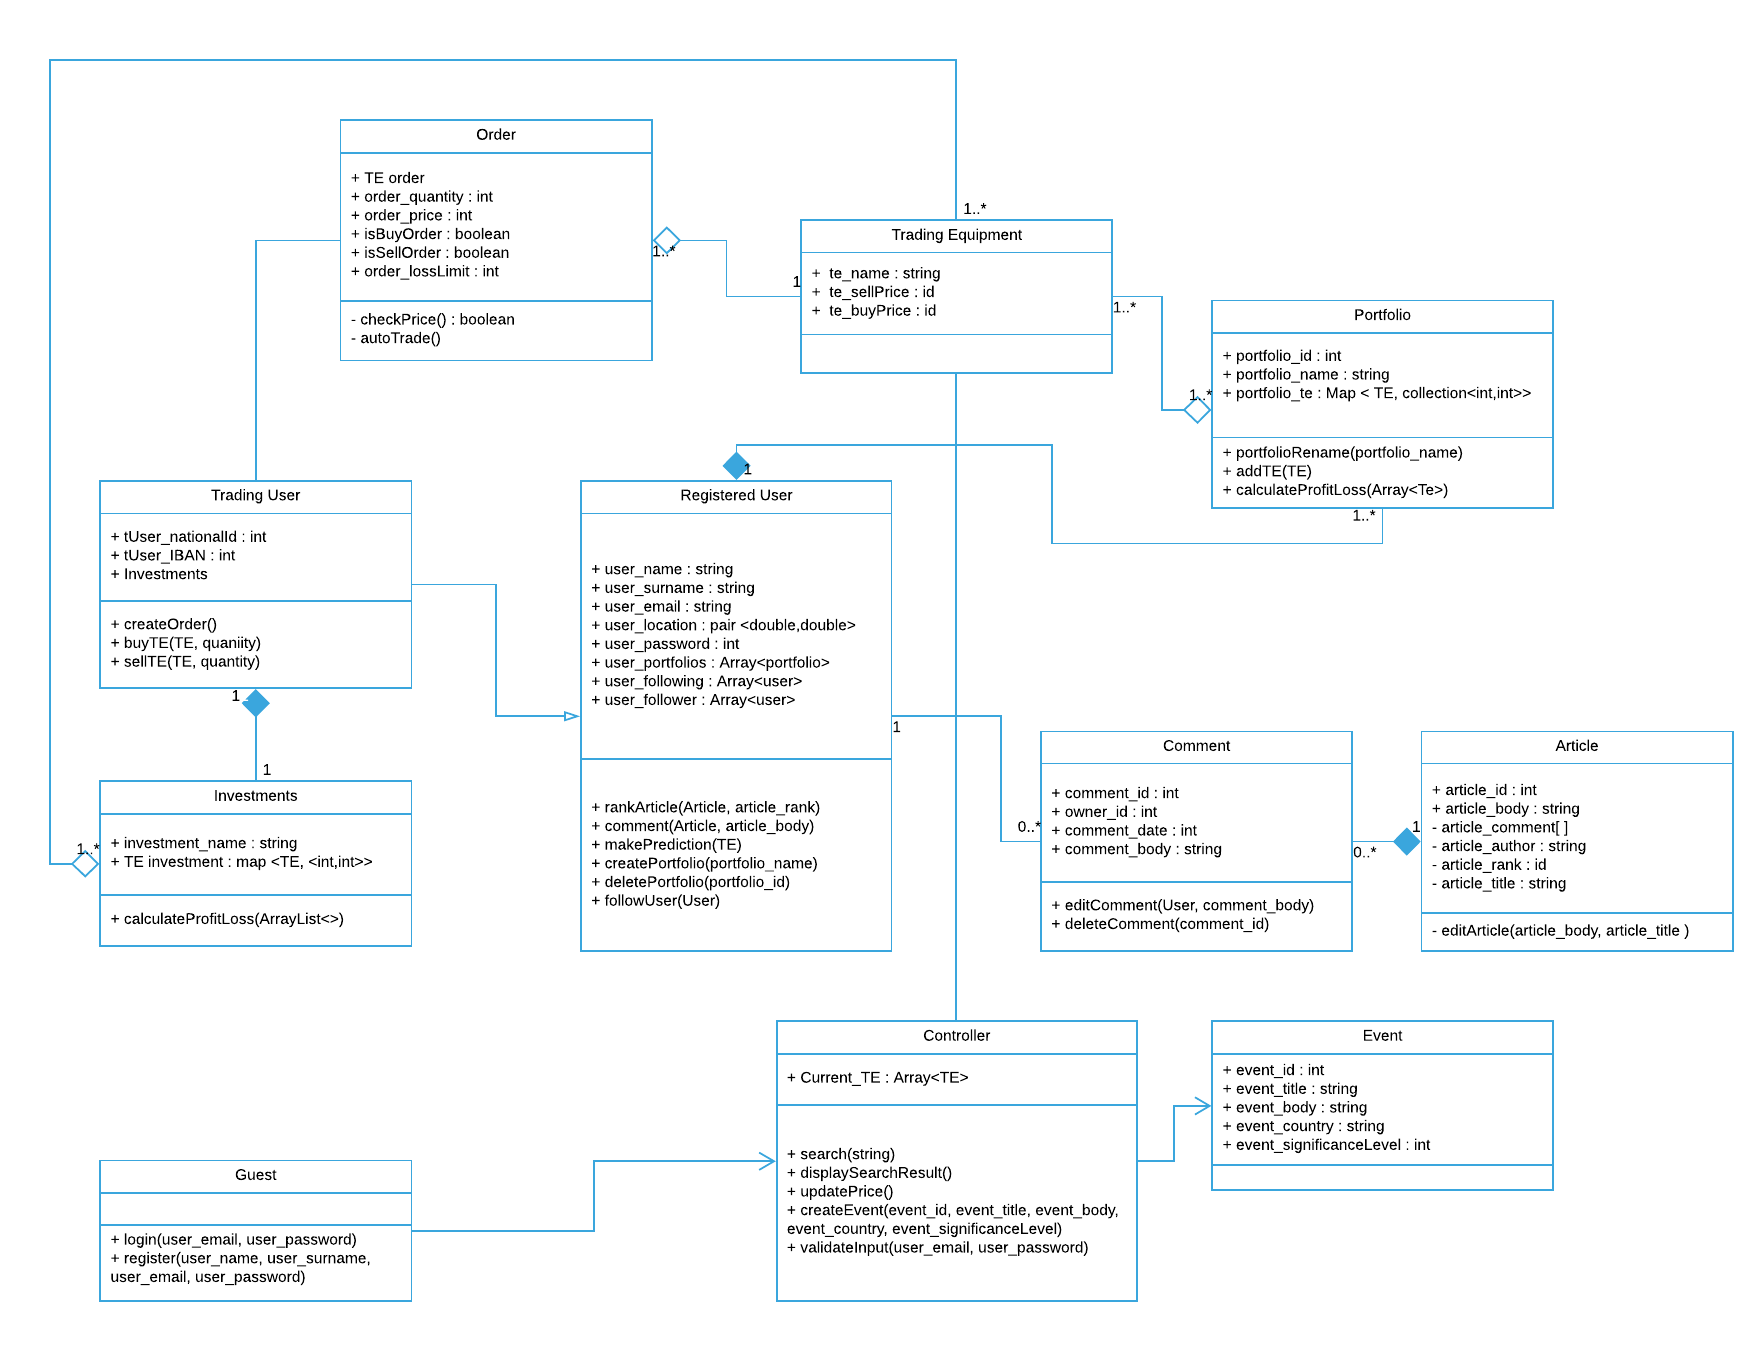 Order
+ TE order
+ order_quantity : int
+ order_price : int
+ isBuyOrder : boolean
+ isSellOrder : boolean
+ order_lossLimit : int
- checkPrice() : boolean
- autoTrade()
1..*
1
1..*
Trading Equipment
+  te_name : string
+  te_sellPrice : id
+  te_buyPrice : id
1..*
1..*
Portfolio
+ portfolio_id : int
+ portfolio_name : string
+ portfolio_te : Map < TE, collection<int,int>>
+ portfolioRename(portfolio_name)
+ addTE(TE)
+ calculateProfitLoss(Array<Te>)
1..*
1
Trading User
+ tUser_nationalId : int
+ tUser_IBAN : int
+ Investments
+ createOrder()
+ buyTE(TE, quaniity)
+ sellTE(TE, quantity)
1
1
Investments
+ investment_name : string
+ TE investment : map <TE, <int,int>>
+ calculateProfitLoss(ArrayList<>)
1..*
Registered User
+ user_name : string
+ user_surname : string
+ user_email : string
+ user_location : pair <double,double>
+ user_password : int
+ user_portfolios : Array<portfolio>
+ user_following : Array<user>
+ user_follower : Array<user>
+ rankArticle(Article, article_rank)
+ comment(Article, article_body)
+ makePrediction(TE)
+ createPortfolio(portfolio_name)
+ deletePortfolio(portfolio_id)
+ followUser(User)
1
0..*
Comment
+ comment_id : int
+ owner_id : int
+ comment_date : int
+ comment_body : string
+ editComment(User, comment_body)
+ deleteComment(comment_id)
0..*
1
Article
+ article_id : int
+ article_body : string
- article_comment[ ]
- article_author : string
- article_rank : id
- article_title : string
- editArticle(article_body, article_title )
Controller
+ Current_TE : Array<TE>
+ search(string)
+ displaySearchResult()
+ updatePrice()
+ createEvent(event_id, event_title, event_body,
event_country, event_significanceLevel)
+ validateInput(user_email, user_password)
Event
+ event_id : int
+ event_title : string
+ event_body : string
+ event_country : string
+ event_significanceLevel : int
Guest
+ login(user_email, user_password)
+ register(user_name, user_surname,
user_email, user_password)